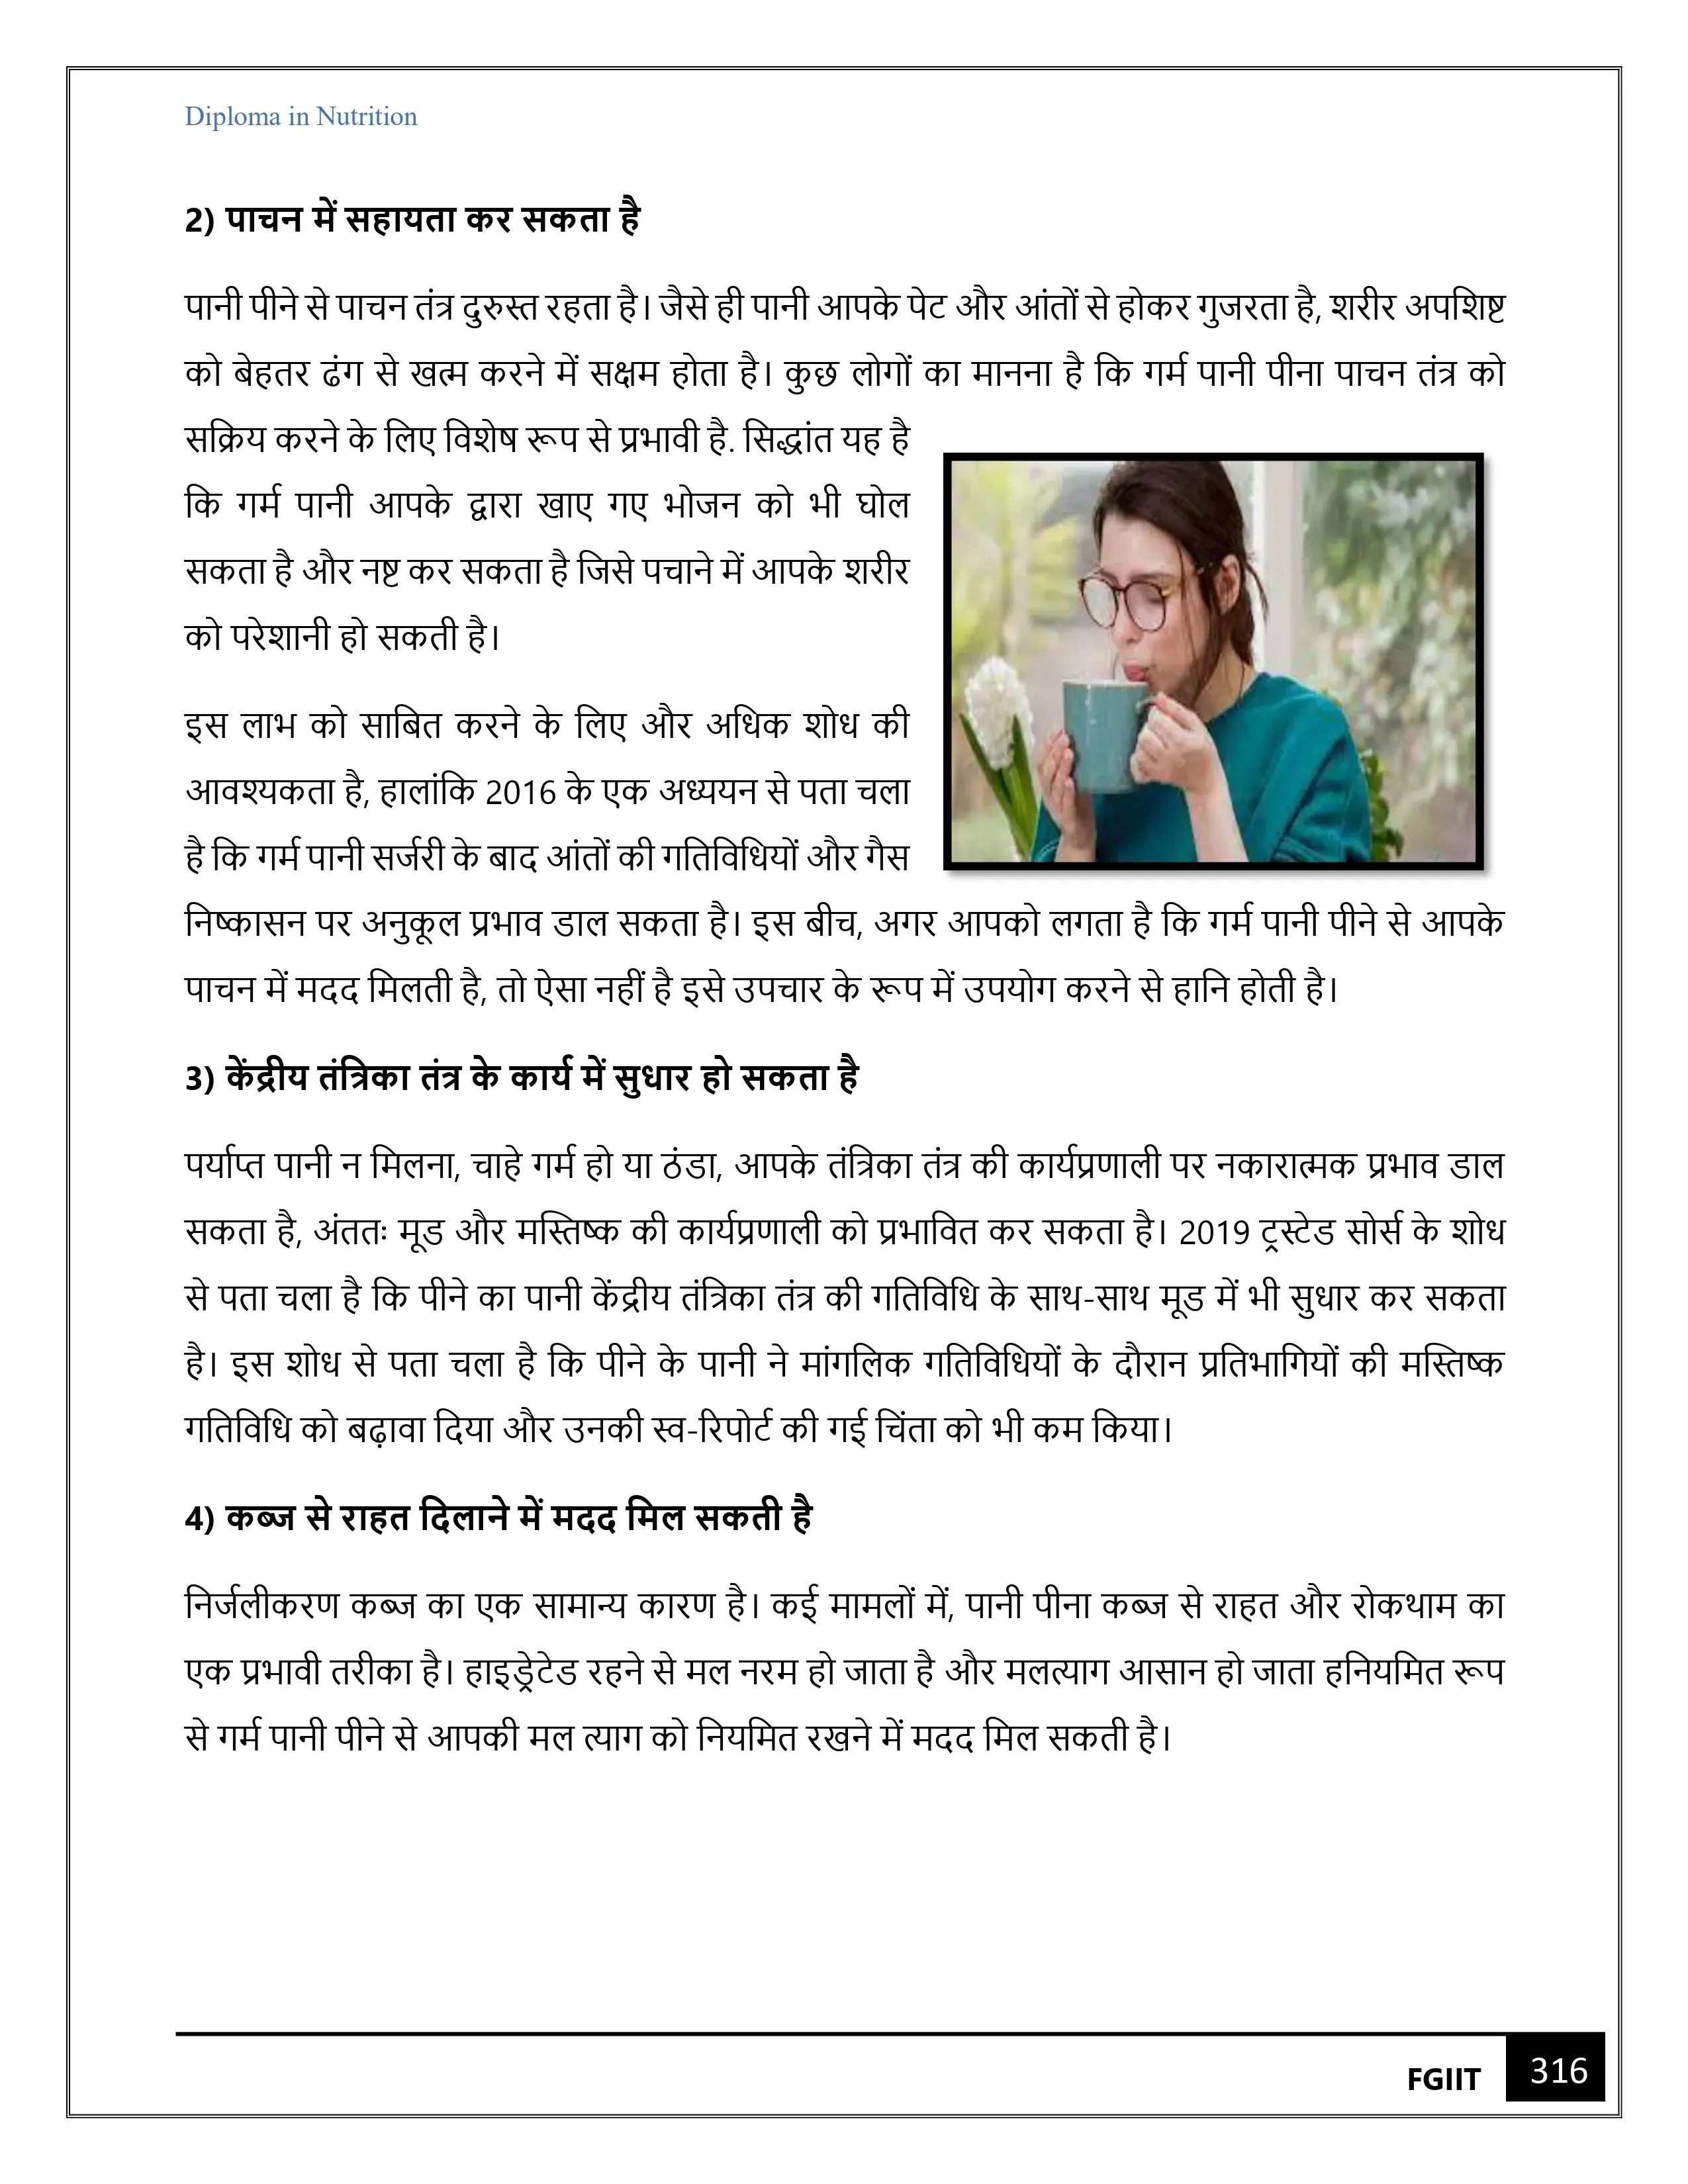 Diploma in Nutrition
2) पाचन में सहायता कर सकता है
पानी पीने से पाचन तंत्र दुरुस्त रहता है। जैसे ही पानी आपके पेट और आंतों से होकर गुजरता है, शरीर अपशिष्ट
को बेहतर ढंग से खत्म करने में सक्षम होता है। कुछ लोगों का मानना है कि गर्म पानी पीना पाचन तंत्र को
सक्रिय करने के लिए विशेष रूप से प्रभावी है. सिद्धांत यह है
कि गर्म पानी आपके द्वारा खाए गए भोजन को भी घोल
सकता है और नष्ट कर सकता है जिसे पचाने में आपके शरीर
को परेशानी हो सकती है।
इस लाभ को साबित करने के लिए और अधिक शोध की
आवश्यकता है, हालांकि 2016 के एक अध्ययन से पता चला
है कि गर्म पानी सर्जरी के बाद आंतों की गतिविधियों और गैस
निष्कासन पर अनुकूल प्रभाव डाल सकता है। इस बीच, अगर आपको लगता है कि गर्म पानी पीने से आपके
पाचन में मदद मिलती है, तो ऐसा नहीं है इसे उपचार के रूप में उपयोग करने से हानि होती है।
3) केंद्रीय तंत्रिका तंत्र के कार्य में सुधार हो सकता है
पर्याप्त पानी न मिलना, चाहे गर्म हो या ठंडा, आपके तंत्रिका तंत्र की कार्यप्रणाली पर नकारात्मक प्रभाव डाल
सकता है, अंततः मूड और मस्तिष्क की कार्यप्रणाली को प्रभावित कर सकता है। 2019 ट्रस्टेड सोर्स के शोध
से पता चला है कि पीने का पानी केंद्रीय तंत्रिका तंत्र की गतिविधि के साथ-साथ मूड में भी सुधार कर सकता
है। इस शोध से पता चला है कि पीने के पानी ने मांगलिक गतिविधियों के दौरान प्रतिभागियों की मस्तिष्क
गतिविधि को बढ़ावा दिया और उनकी स्व-रिपोर्ट की गई चिंता को भी कम किया।
4) कब्ज से राहत दिलाने में मदद मिल सकती है
निर्जलीकरण कब्ज का एक सामान्य कारण है। कई मामलों में, पानी पीना कब्ज से राहत और रोकथाम का
एक प्रभावी तरीका है। हाइड्रेटेड रहने से मल नरम हो जाता है और मलत्याग आसान हो जाता हनियमित रूप
से गर्म पानी पीने से आपकी मल त्याग को नियमित रखने में मदद मिल सकती है।
FGIIT 316